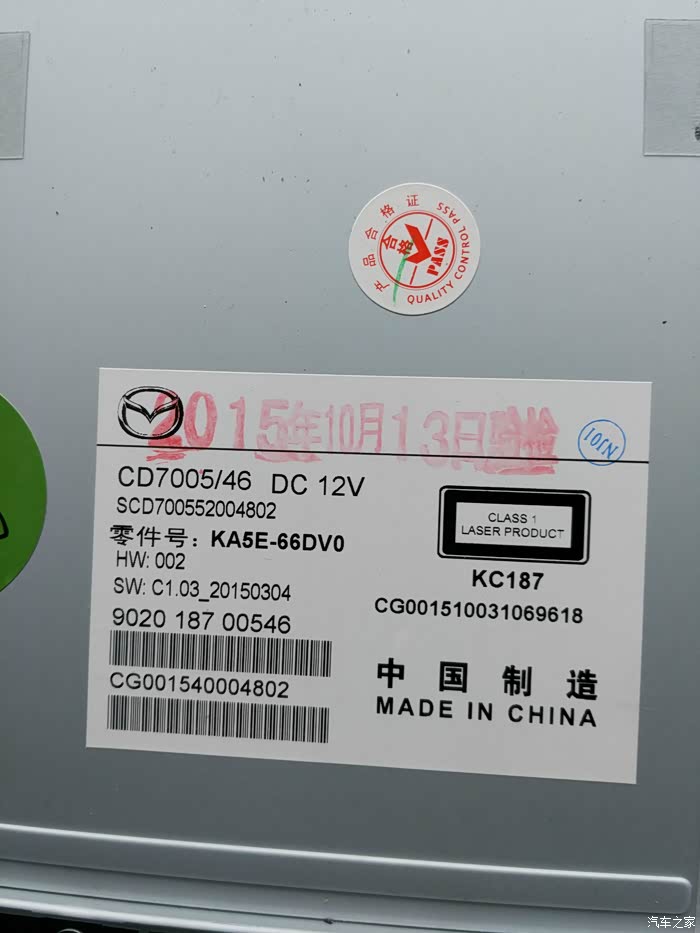 产品合格证
合格
PASS
QUALITY CONTROL PASS
2015年10月13日验检
NJ01
CD7005/46 DC 12V
SCD700552004802
零件号：KA5E-66DV0
HW: 002
SW: C1.03_20150304
9020 187 00546
CG001540004802
CLASS 1
LASER PRODUCT
KC187
CG001510031069618
中国制造
MADE IN CHINA
汽车之家